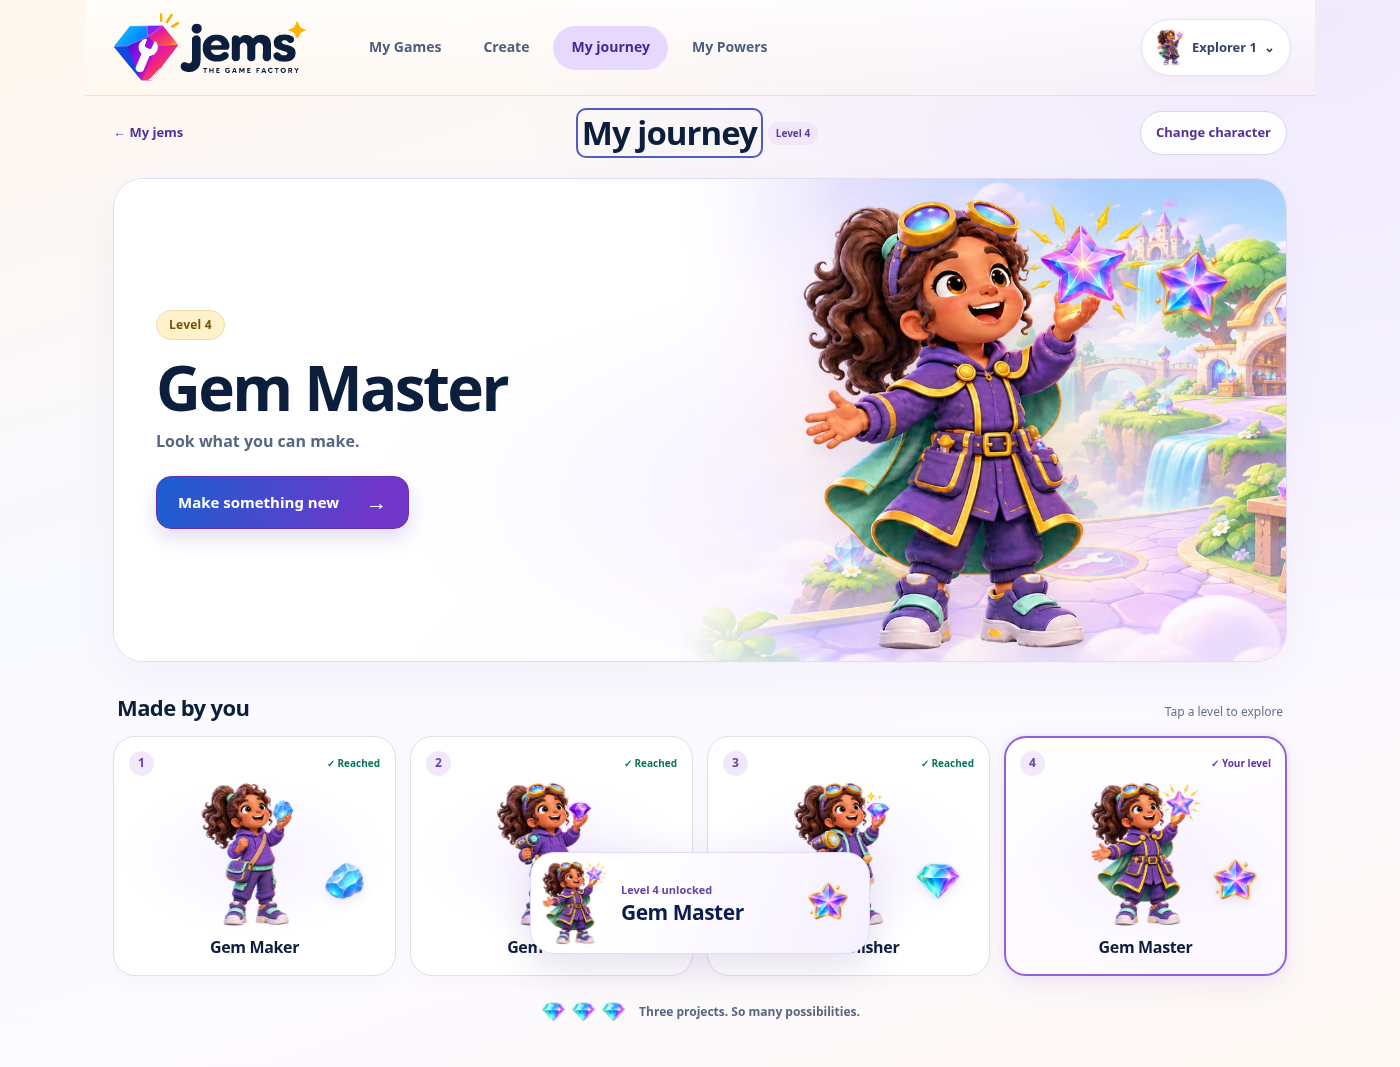 jems
THE GAME FACTORY
My Games
Create
My journey
My Powers
Explorer 1
← My jems
My journey
Level 4
Change character
Level 4
Gem Master
Look what you can make.
Make something new →
Made by you
Tap a level to explore
1
✓ Reached
Gem Maker
2
✓ Reached
3
✓ Reached
4
✓ Your level
Gem Master
Level 4 unlocked
Gem Master
Three projects. So many possibilities.